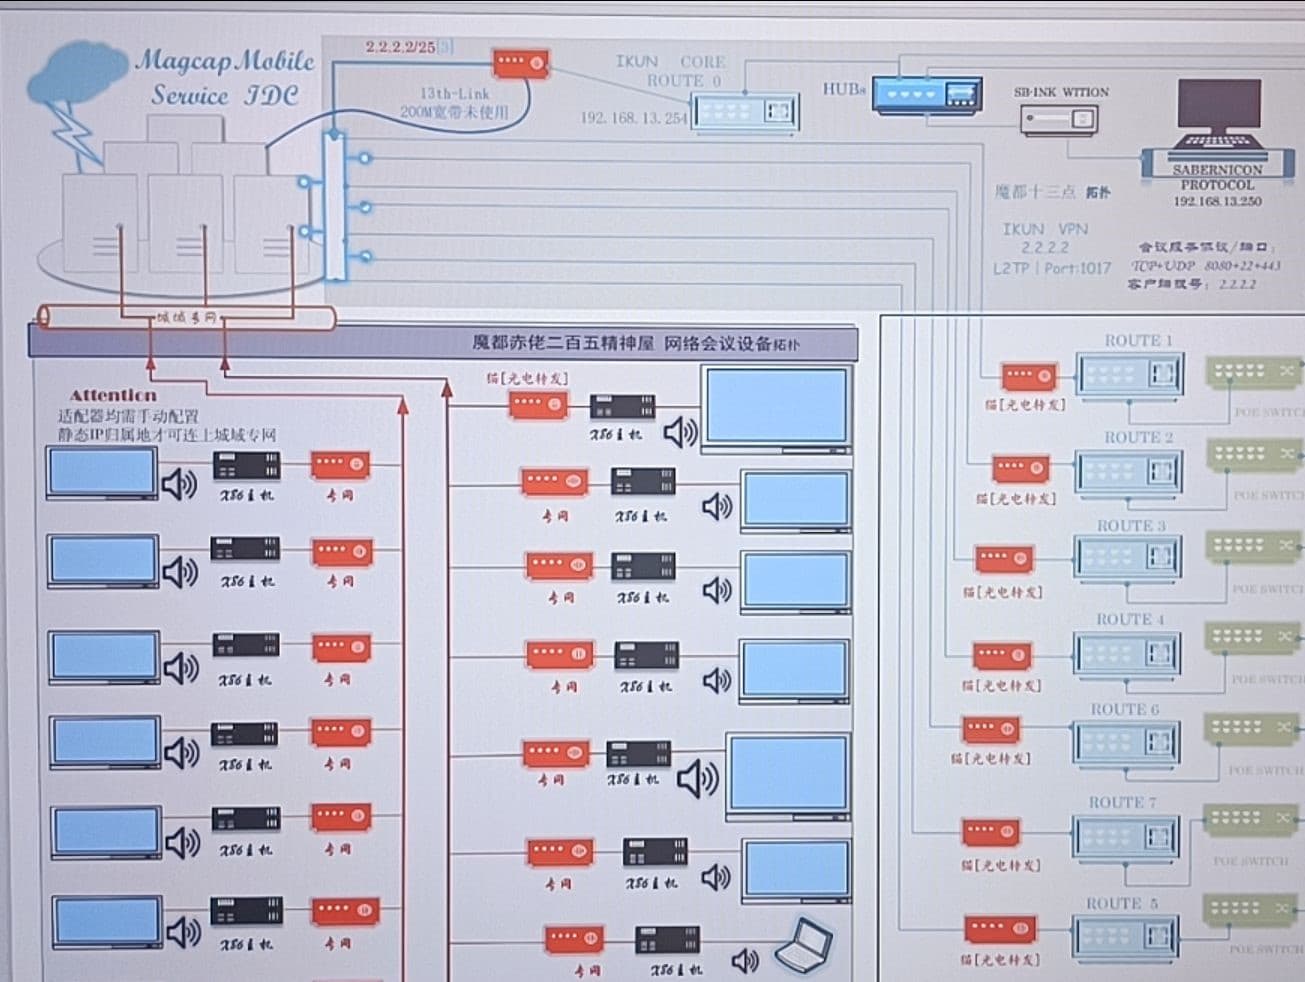 Magcap Mobile
Service IDC
2.2.2.2/25[5]
13th-Link
200M宽带未使用
IKUN CORE
ROUTE 0
192.168.13.254
HUBs
SB-INK WITION
SABERNICON
PROTOCOL
192.168.13.250
魔都十三点 拓扑
IKUN VPN
2.2.2.2
L2TP | Port:1017
会议服务协议/端口:
TCP+UDP 8080+22+443
客户端拨号: 2.2.2.2
城域专网
魔都赤佬二百五精神屋 网络会议设备拓扑
Attention
适配器均需手动配置
静态IP归属地才可连上城域专网
X86主机
专网
X86主机
专网
X86主机
专网
X86主机
专网
X86主机
专网
X86主机
专网
猫[光电转发]
X86主机
专网
X86主机
专网
X86主机
专网
X86主机
专网
X86主机
专网
X86主机
专网
X86主机
ROUTE 1
猫[光电转发]
POE SWITC
ROUTE 2
猫[光电转发]
POE SWITC
ROUTE 3
猫[光电转发]
POE SWITC
ROUTE 4
猫[光电转发]
POE SWITC
ROUTE 6
猫[光电转发]
POE SWITCH
ROUTE 7
猫[光电转发]
POE SWITCH
ROUTE 5
猫[光电转发]
POE SWITCH